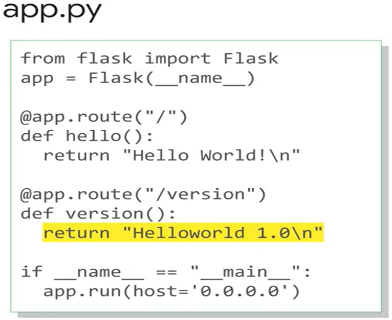 app.py
from flask import Flask
app = Flask(__name__)
@app.route("/")
def hello():
return "Hello World!\n"
@app.route("/version")
def version():
return "Helloworld 1.0\n"
if __name__ == "__main__":
app.run(host='0.0.0.0')